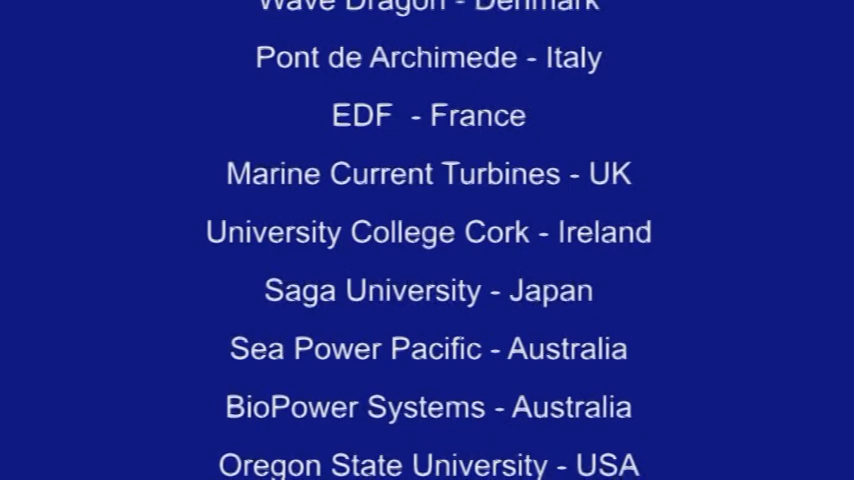 Wave Dragon - Denmark
Pont de Archimede - Italy
EDF - France
Marine Current Turbines - UK
University College Cork - Ireland
Saga University - Japan
Sea Power Pacific - Australia
BioPower Systems - Australia
Oregon State University - USA